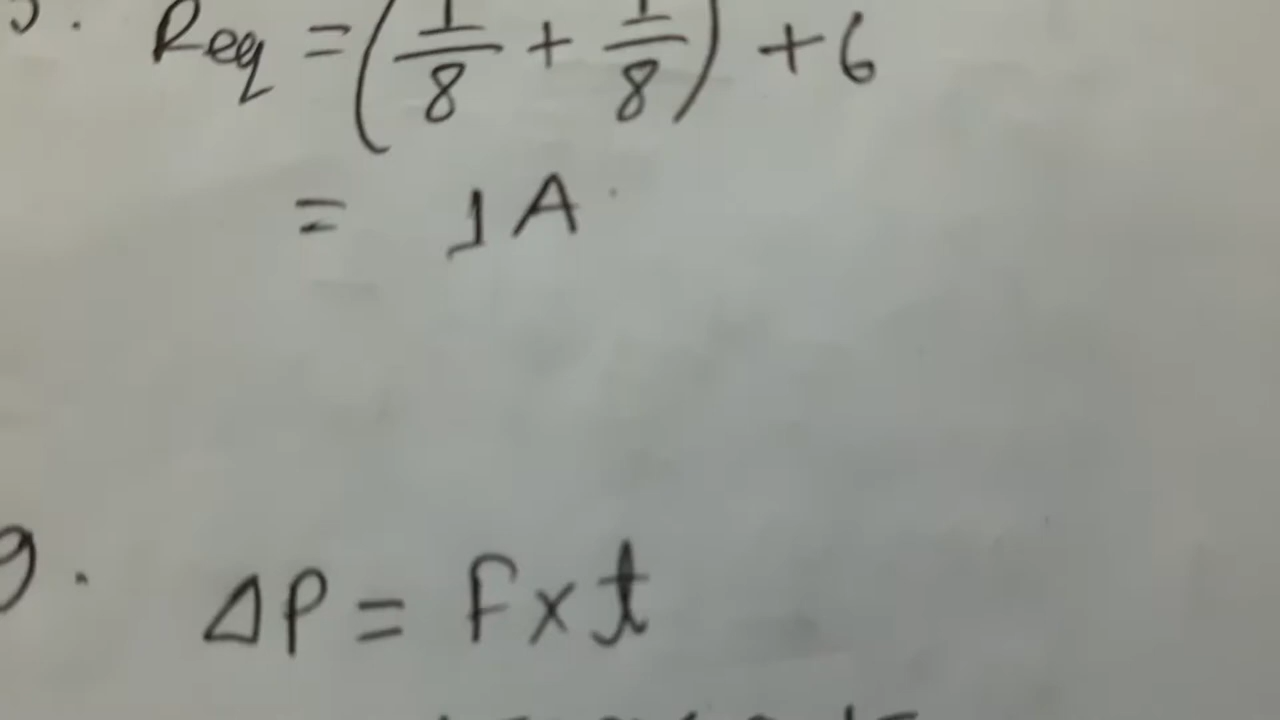 Req = (1/8 + 1/8) + 6
= 1A
9. ΔP = F x t